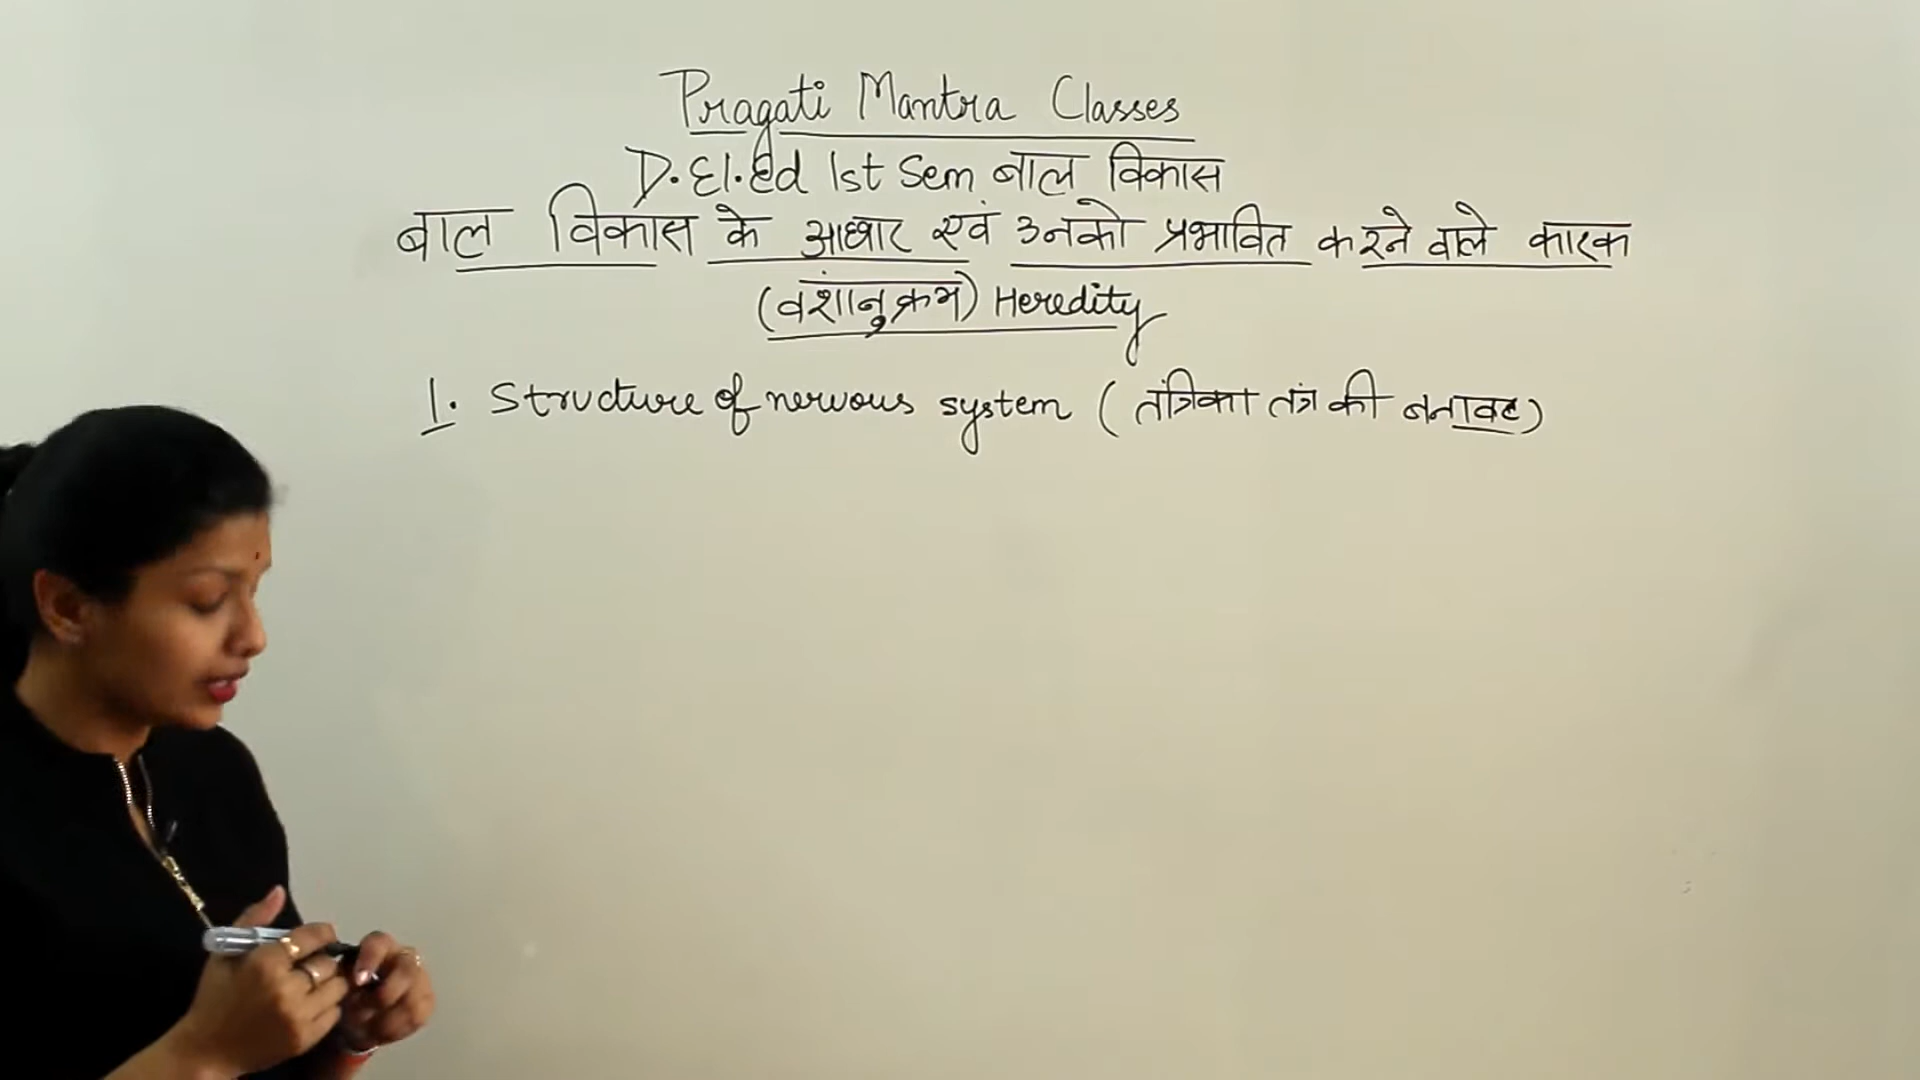 Pragati Mantra Classes
D.El.Ed 1st Sem बाल विकास
बाल विकास के आधार एवं उनको प्रभावित करने वाले कारक
(वंशानुक्रम) Heredity
1. Structure of nervous system (तंत्रिका तंत्र की बनावट)